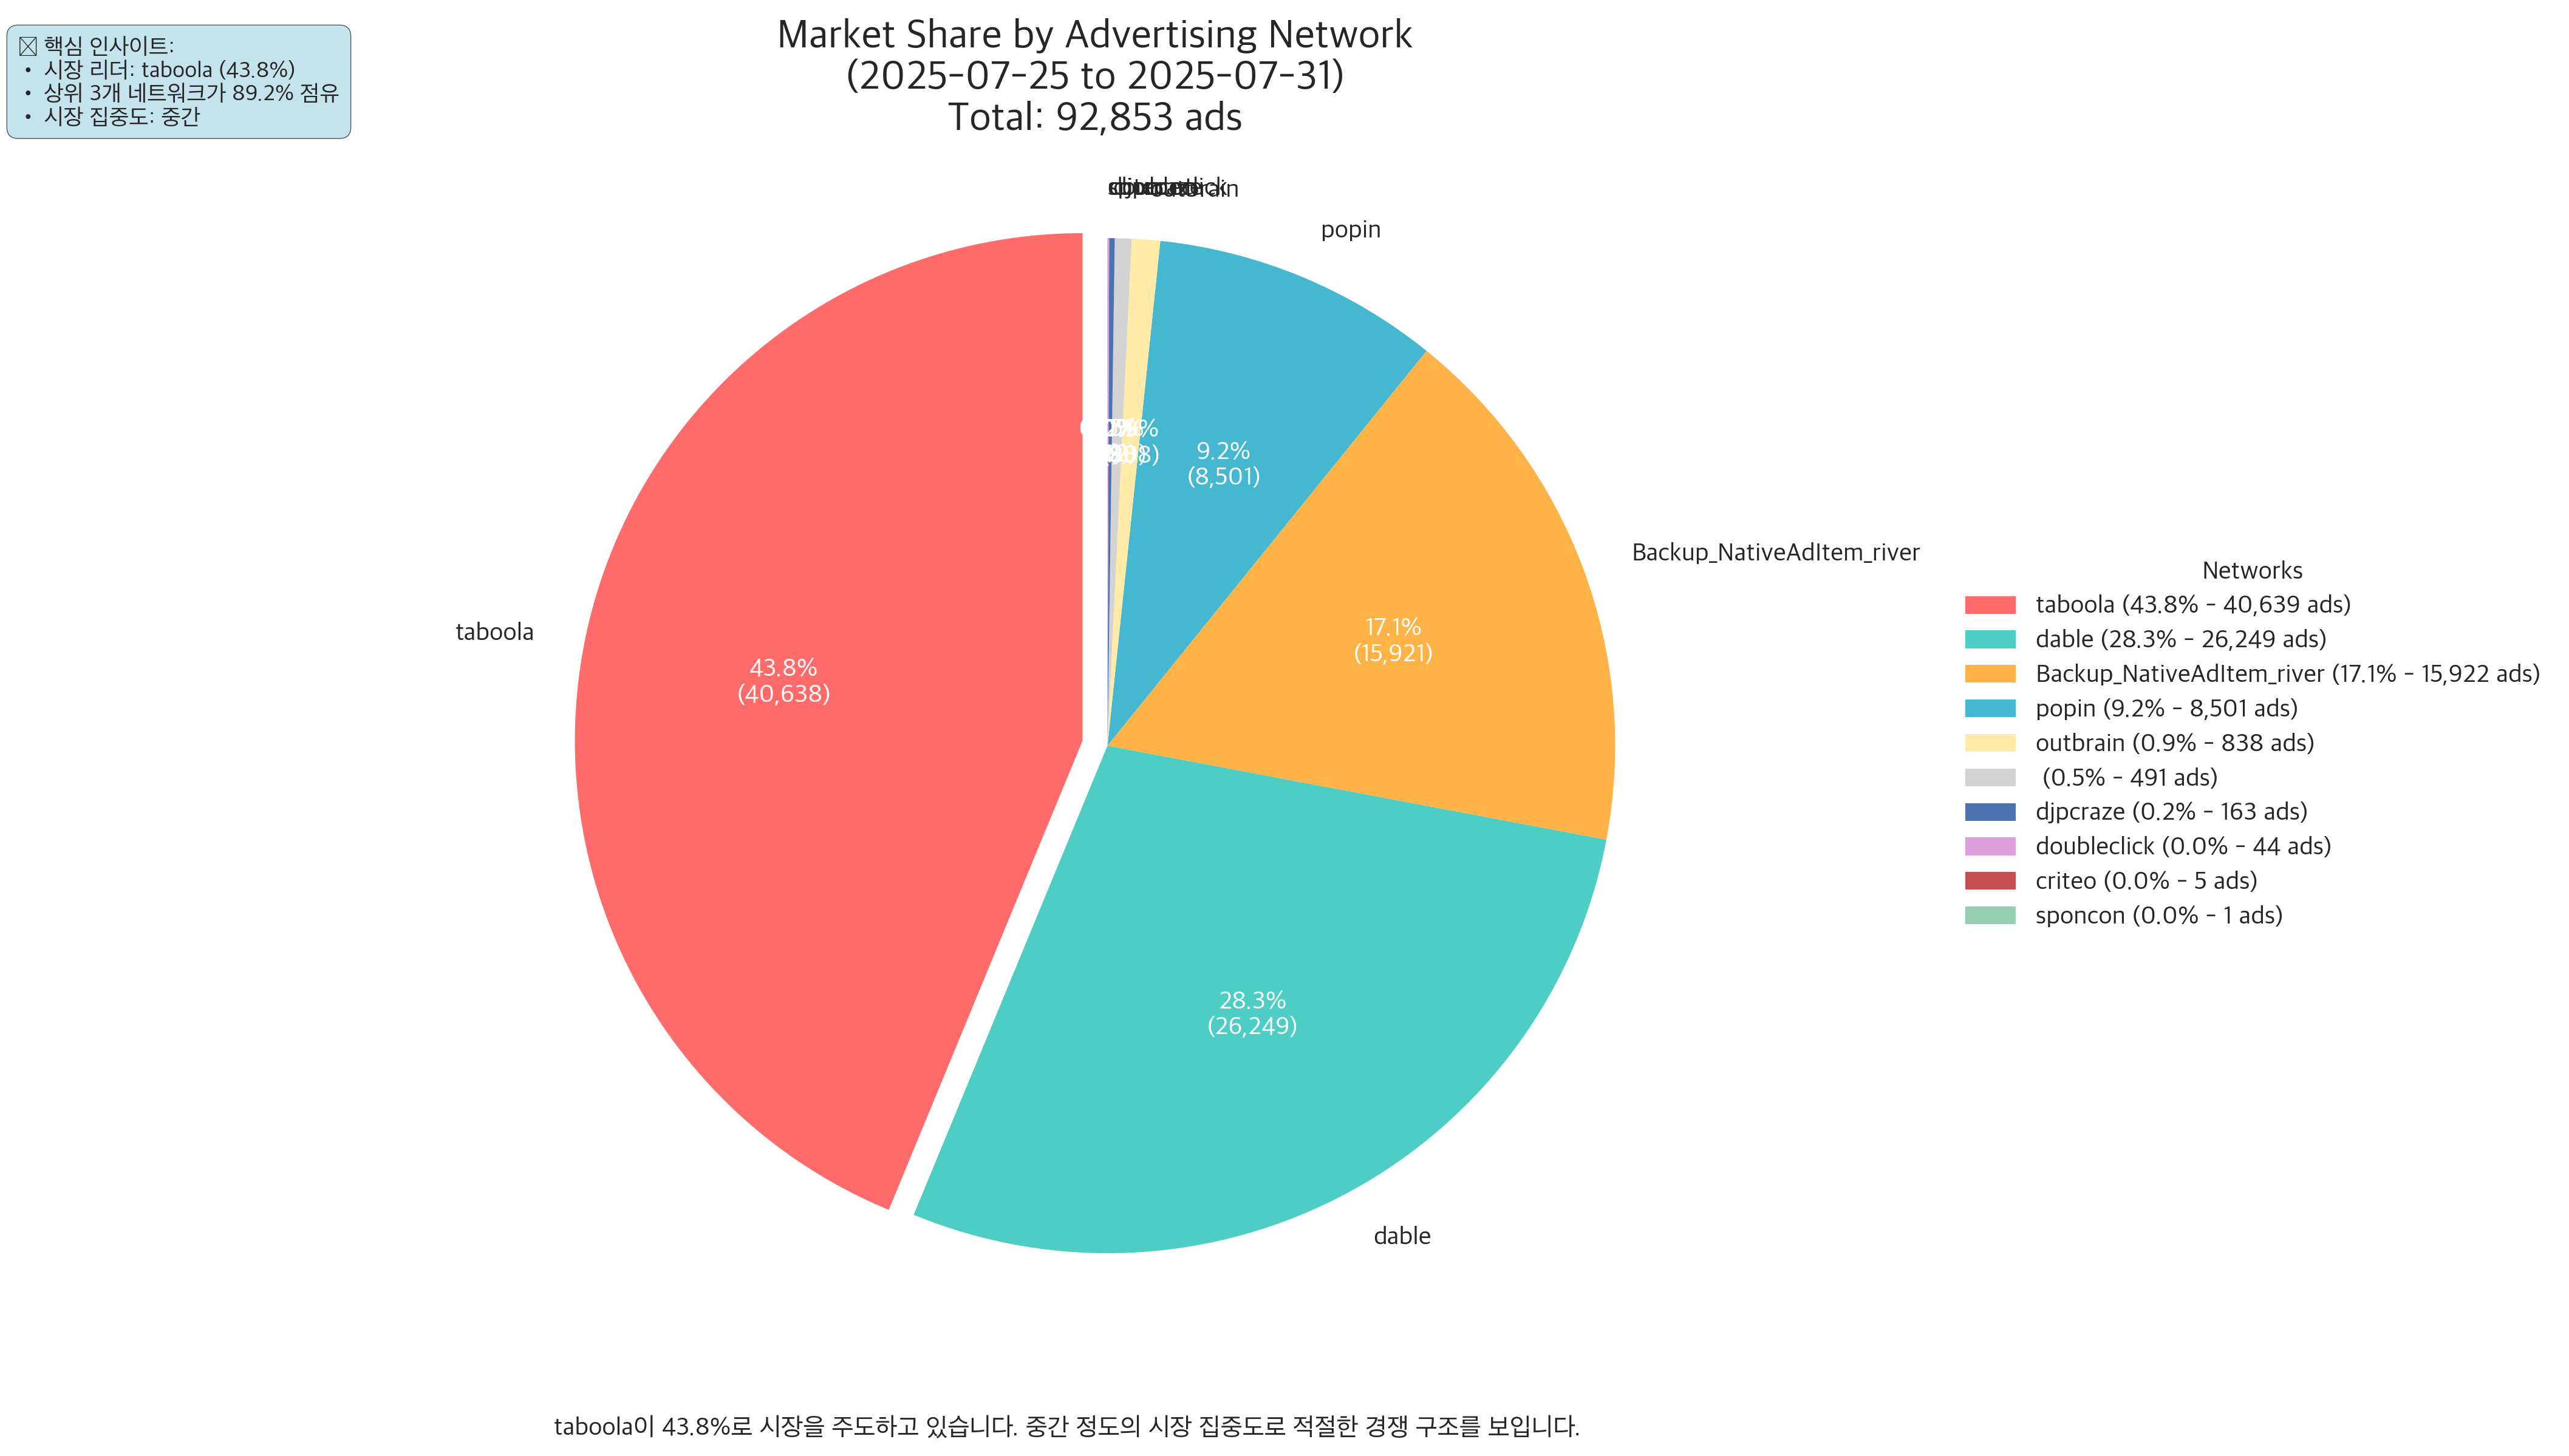 핵심 인사이트:
• 시장 리더: taboola (43.8%)
• 상위 3개 네트워크가 89.2% 점유
• 시장 집중도: 중간
Market Share by Advertising Network
(2025-07-25 to 2025-07-31)
Total: 92,853 ads
outbrain
popin
9.2%
(8,501)
Backup_NativeAdItem_river
17.1%
(15,921)
taboola
43.8%
(40,638)
28.3%
(26,249)
dable
Networks
taboola (43.8% - 40,639 ads)
dable (28.3% - 26,249 ads)
Backup_NativeAdItem_river (17.1% - 15,922 ads)
popin (9.2% - 8,501 ads)
outbrain (0.9% - 838 ads)
(0.5% - 491 ads)
djpcraze (0.2% - 163 ads)
doubleclick (0.0% - 44 ads)
criteo (0.0% - 5 ads)
sponcon (0.0% - 1 ads)
taboola이 43.8%로 시장을 주도하고 있습니다. 중간 정도의 시장 집중도로 적절한 경쟁 구조를 보입니다.